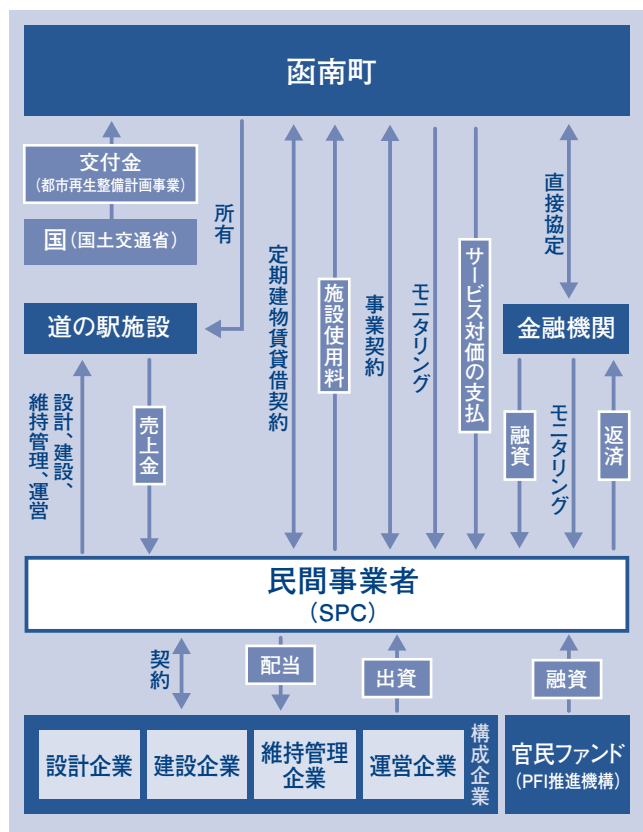 函南町
交付金
(都市再生整備計画事業)
国(国土交通省)
所有
定期建物賃貸借契約
施設使用料
事業契約
モニタリング
サービス対価の支払
直接協定
道の駅施設
金融機関
設計、建設、
維持管理、運営
売上金
融資
モニタリング
返済
民間事業者
(SPC)
契約
配当
出資
融資
設計企業
建設企業
維持管理
企業
運営企業
構成企業
官民ファンド
(PFI推進機構)